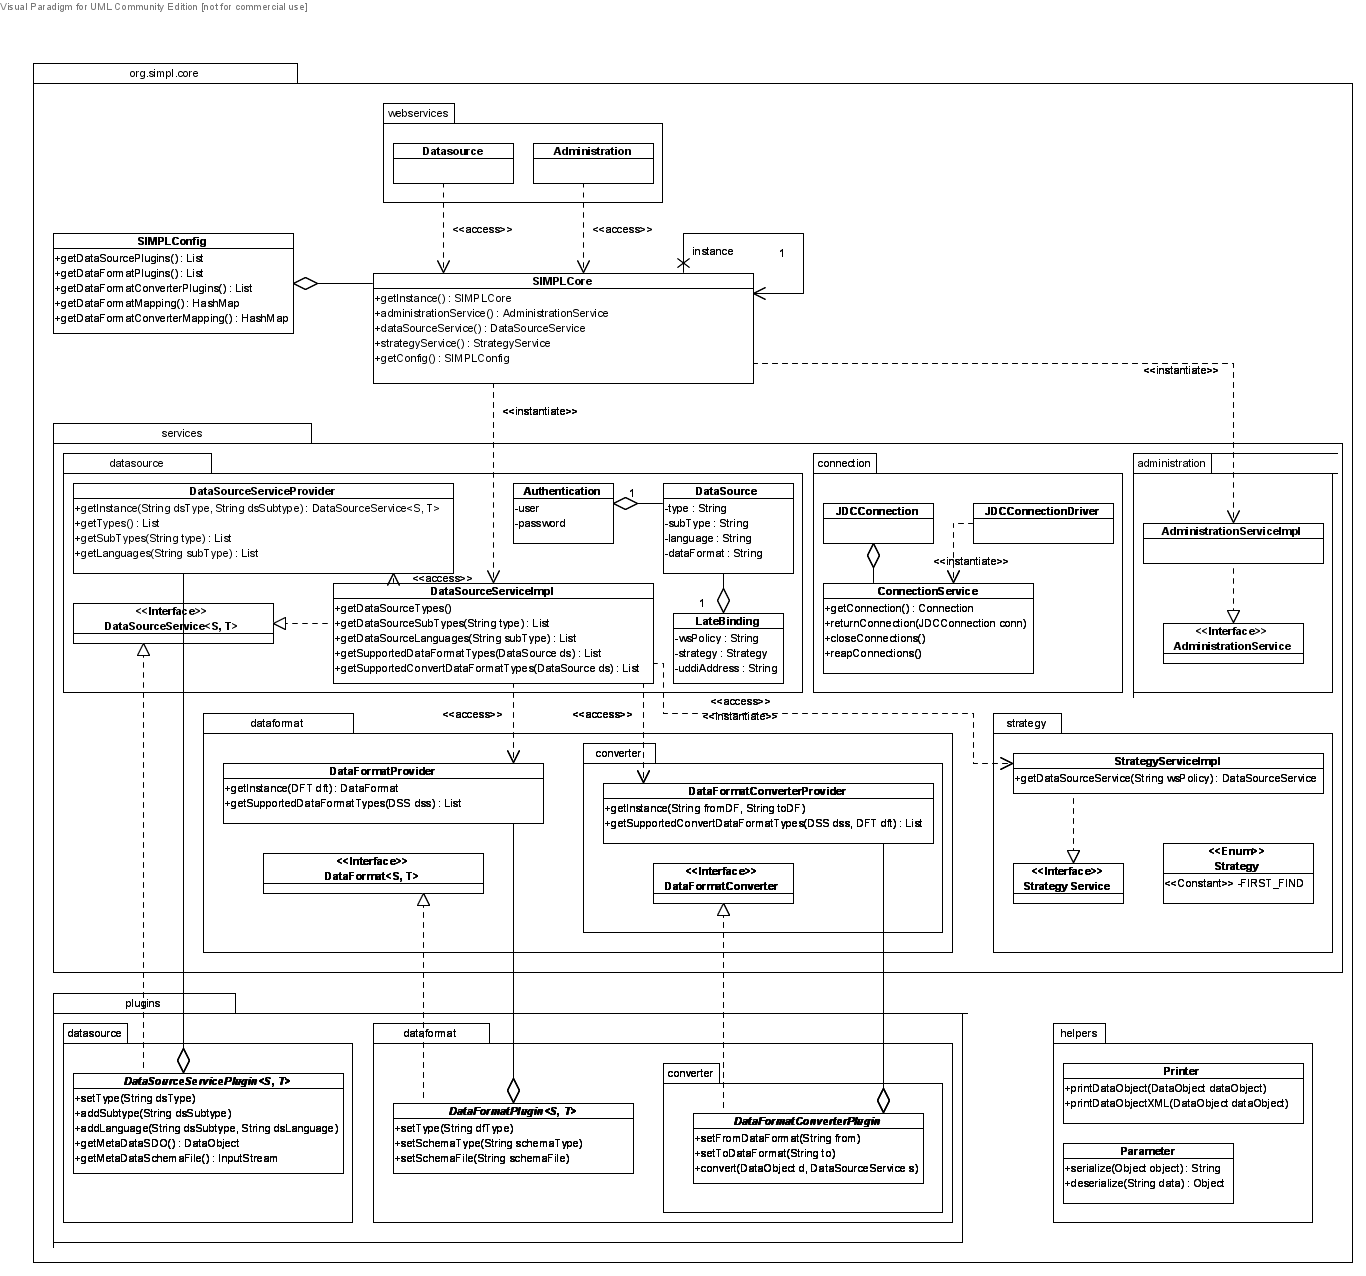 Visual Paradigm for UML Community Edition [not for commercial use]
org.simpl.core
webservices
Datasource
Administration
<<access>>
<<access>>
SIMPLConfig
+getDataSourcePlugins() : List
+getDataFormatPlugins() : List
+getDataFormatConverterPlugins() : List
+getDataFormatMapping() : HashMap
+getDataFormatConverterMapping() : HashMap
instance
1
SIMPLCore
+getInstance() : SIMPLCore
+administrationService() : AdministrationService
+dataSourceService() : DataSourceService
+strategyService() : StrategyService
+getConfig() : SIMPLConfig
<<instantiate>>
<<instantiate>>
services
datasource
DataSourceServiceProvider
+getInstance(String dsType, String dsSubtype) : DataSourceService<S, T>
+getTypes() : List
+getSubTypes(String type) : List
+getLanguages(String subType) : List
Authentication
-user
-password
1
DataSource
-type : String
-subType : String
-language : String
-dataFormat : String
<<access>>
<<Interface>>
DataSourceService<S, T>
DataSourceServiceImpl
+getDataSourceTypes()
+getDataSourceSubTypes(String type) : List
+getDataSourceLanguages(String subType) : List
+getSupportedDataFormatTypes(DataSource ds) : List
+getSupportedConvertDataFormatTypes(DataSource ds) : List
1
LateBinding
-wsPolicy : String
-strategy : Strategy
-uddiAddress : String
connection
JDCConnection
JDCConnectionDriver
<<instantiate>>
ConnectionService
+getConnection() : Connection
+returnConnection(JDCConnection conn)
+closeConnections()
+reapConnections()
administration
AdministrationServiceImpl
<<Interface>>
AdministrationService
<<access>>
<<access>>
<<access>>
<<instantiate>>
dataformat
DataFormatProvider
+getInstance(DFT dft) : DataFormat
+getSupportedDataFormatTypes(DSS dss) : List
<<Interface>>
DataFormat<S, T>
converter
DataFormatConverterProvider
+getInstance(String fromDF, String toDF)
+getSupportedConvertDataFormatTypes(DSS dss, DFT dft) : List
<<Interface>>
DataFormatConverter
strategy
StrategyServiceImpl
+getDataSourceService(String wsPolicy) : DataSourceService
<<Interface>>
Strategy Service
<<Enum>>
Strategy
<<Constant>> -FIRST_FIND
plugins
datasource
DataSourceServicePlugin<S, T>
+setType(String dsType)
+addSubtype(String dsSubtype)
+addLanguage(String dsSubtype, String dsLanguage)
+getMetaDataSDO() : DataObject
+getMetaDataSchemaFile() : InputStream
dataformat
DataFormatPlugin<S, T>
+setType(String dfType)
+setSchemaType(String schemaType)
+setSchemaFile(String schemaFile)
converter
DataFormatConverterPlugin
+setFromDataFormat(String from)
+setToDataFormat(String to)
+convert(DataObject d, DataSourceService s)
helpers
Printer
+printDataObject(DataObject dataObject)
+printDataObjectXML(DataObject dataObject)
Parameter
+serialize(Object object) : String
+deserialize(String data) : Object